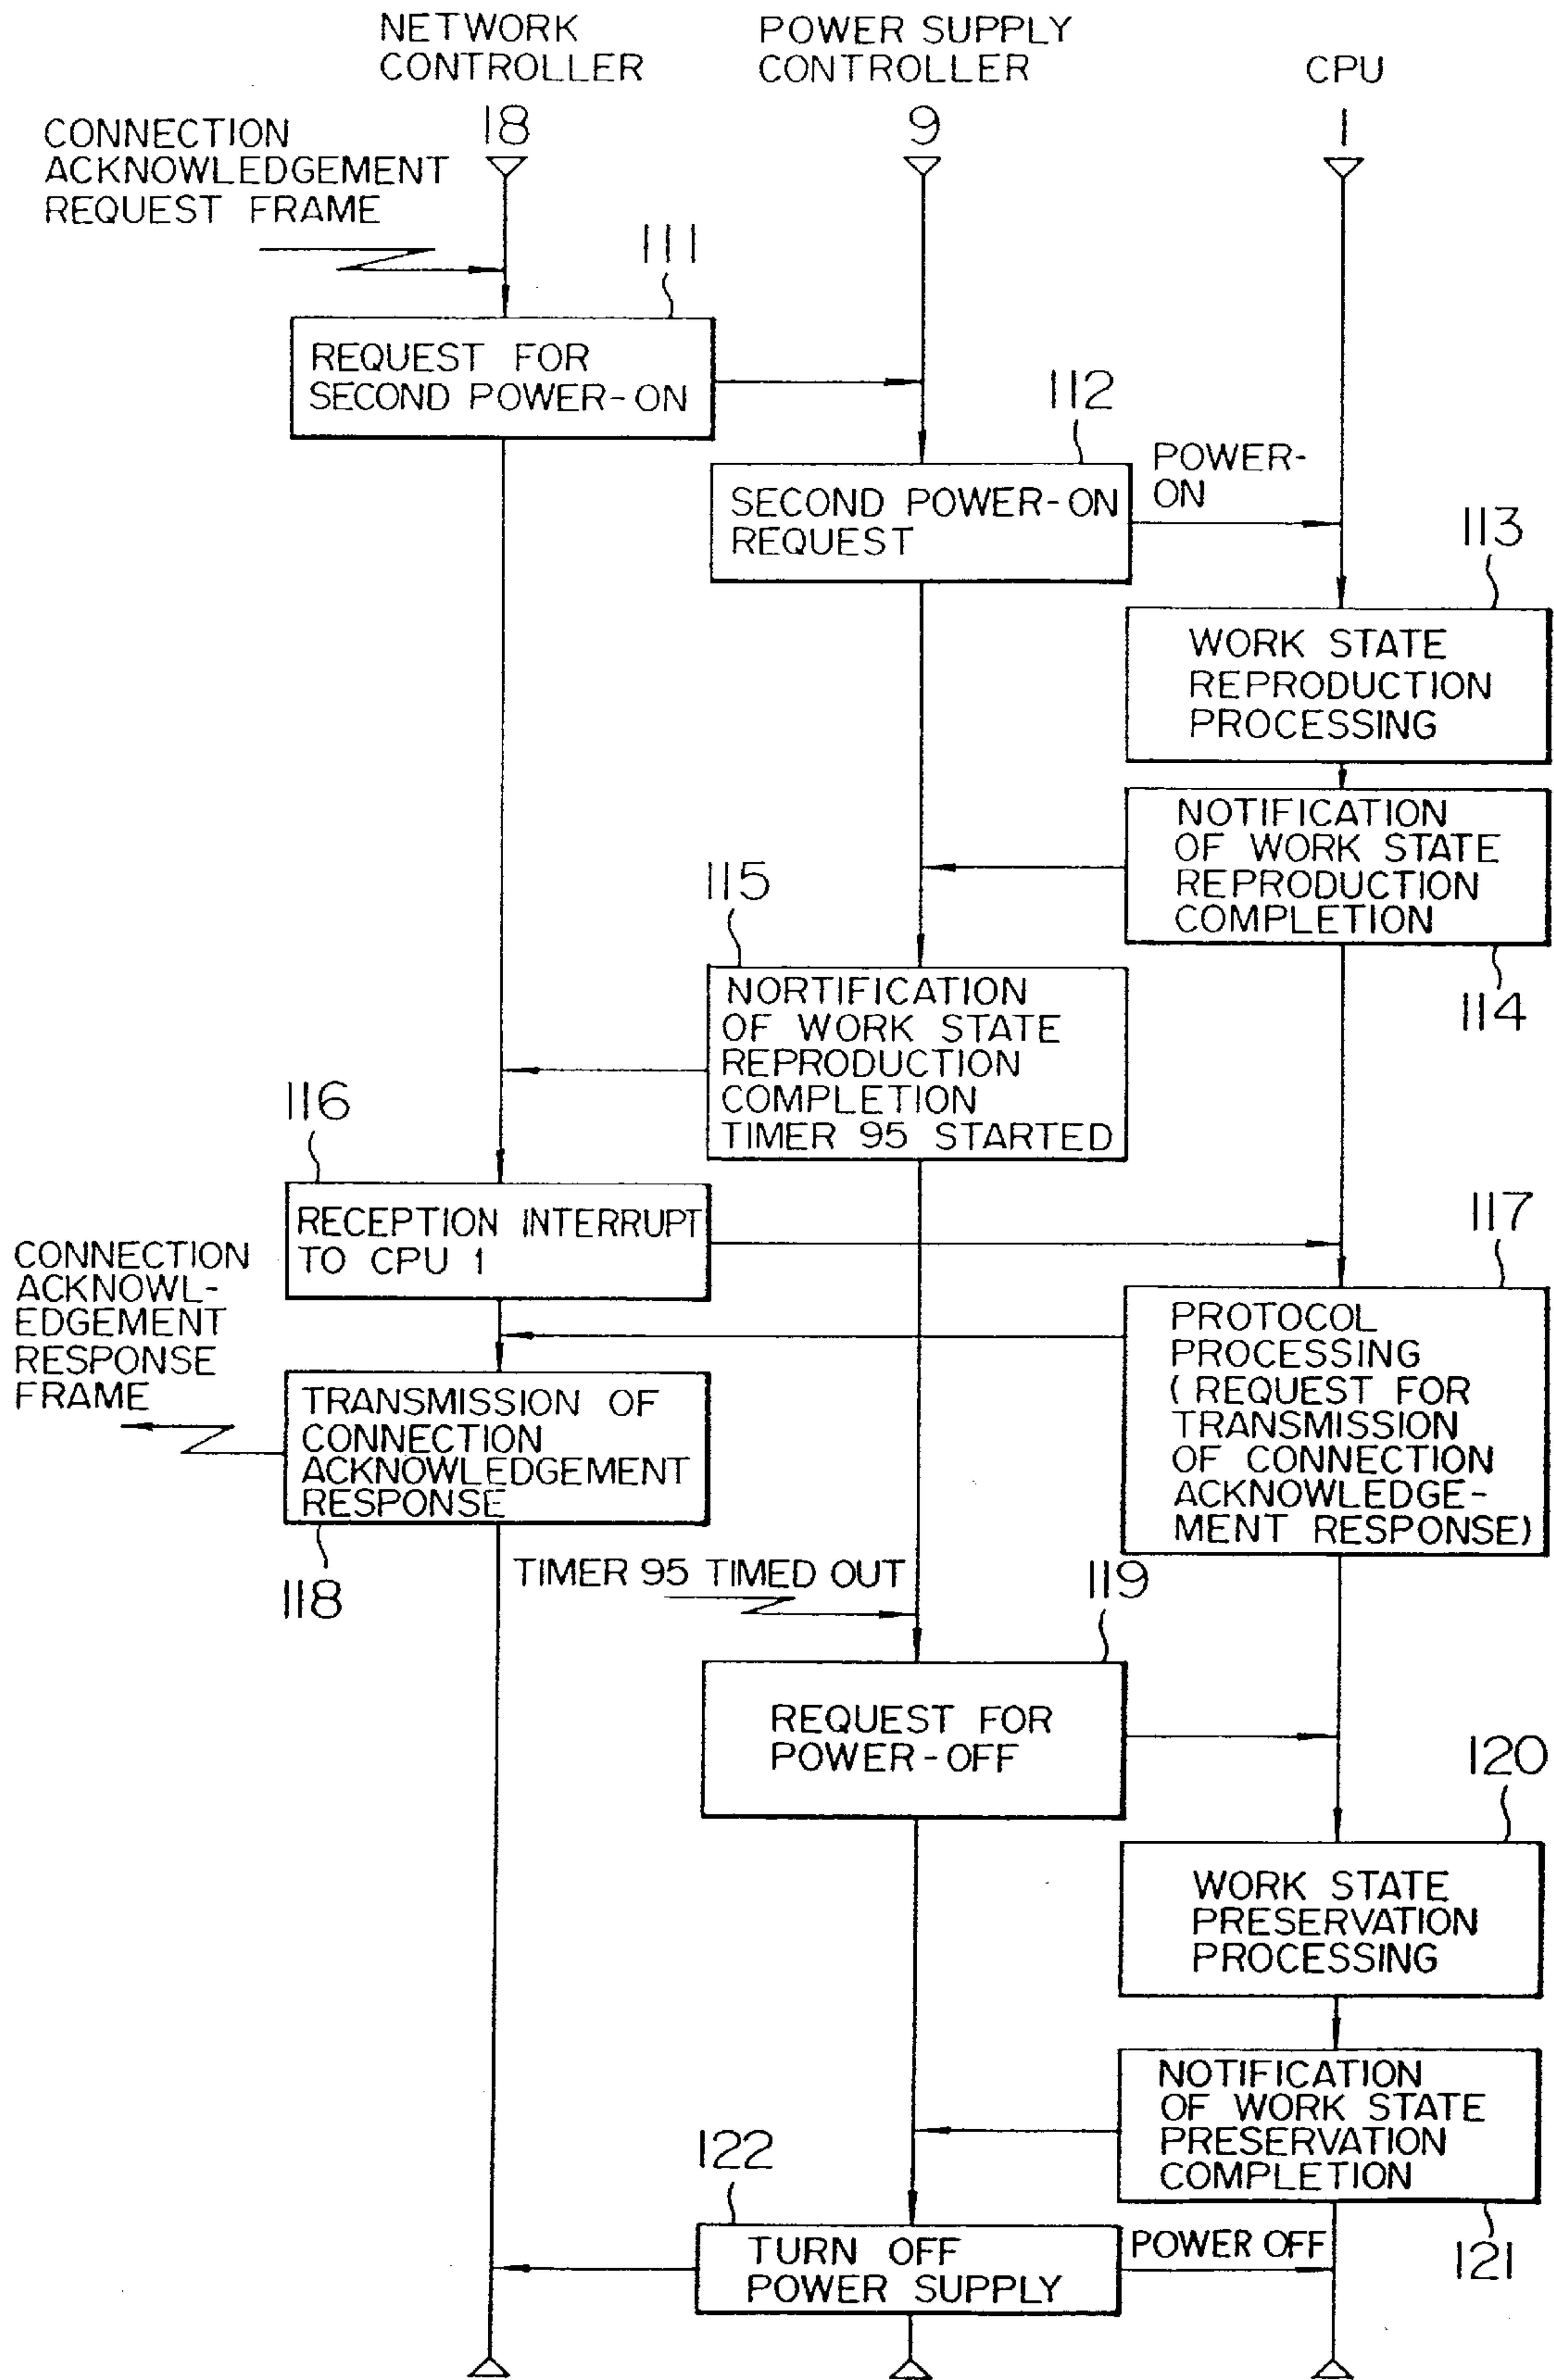 NETWORK
CONTROLLER
18
POWER SUPPLY
CONTROLLER
9
CPU
1
CONNECTION
ACKNOWLEDGEMENT
REQUEST FRAME
111
REQUEST FOR
SECOND POWER-ON
112
SECOND POWER-ON
REQUEST
POWER-
ON
113
WORK STATE
REPRODUCTION
PROCESSING
NOTIFICATION
OF WORK STATE
REPRODUCTION
COMPLETION
114
115
NORTIFICATION
OF WORK STATE
REPRODUCTION
COMPLETION
TIMER 95 STARTED
116
RECEPTION INTERRUPT
TO CPU 1
117
PROTOCOL
PROCESSING
(REQUEST FOR
TRANSMISSION
OF CONNECTION
ACKNOWLEDGE-
MENT RESPONSE)
CONNECTION
ACKNOWL-
EDGEMENT
RESPONSE
FRAME
TRANSMISSION OF
CONNECTION
ACKNOWLEDGEMENT
RESPONSE
118
TIMER 95 TIMED OUT
119
REQUEST FOR
POWER-OFF
120
WORK STATE
PRESERVATION
PROCESSING
NOTIFICATION
OF WORK STATE
PRESERVATION
COMPLETION
121
122
TURN OFF
POWER SUPPLY
POWER OFF